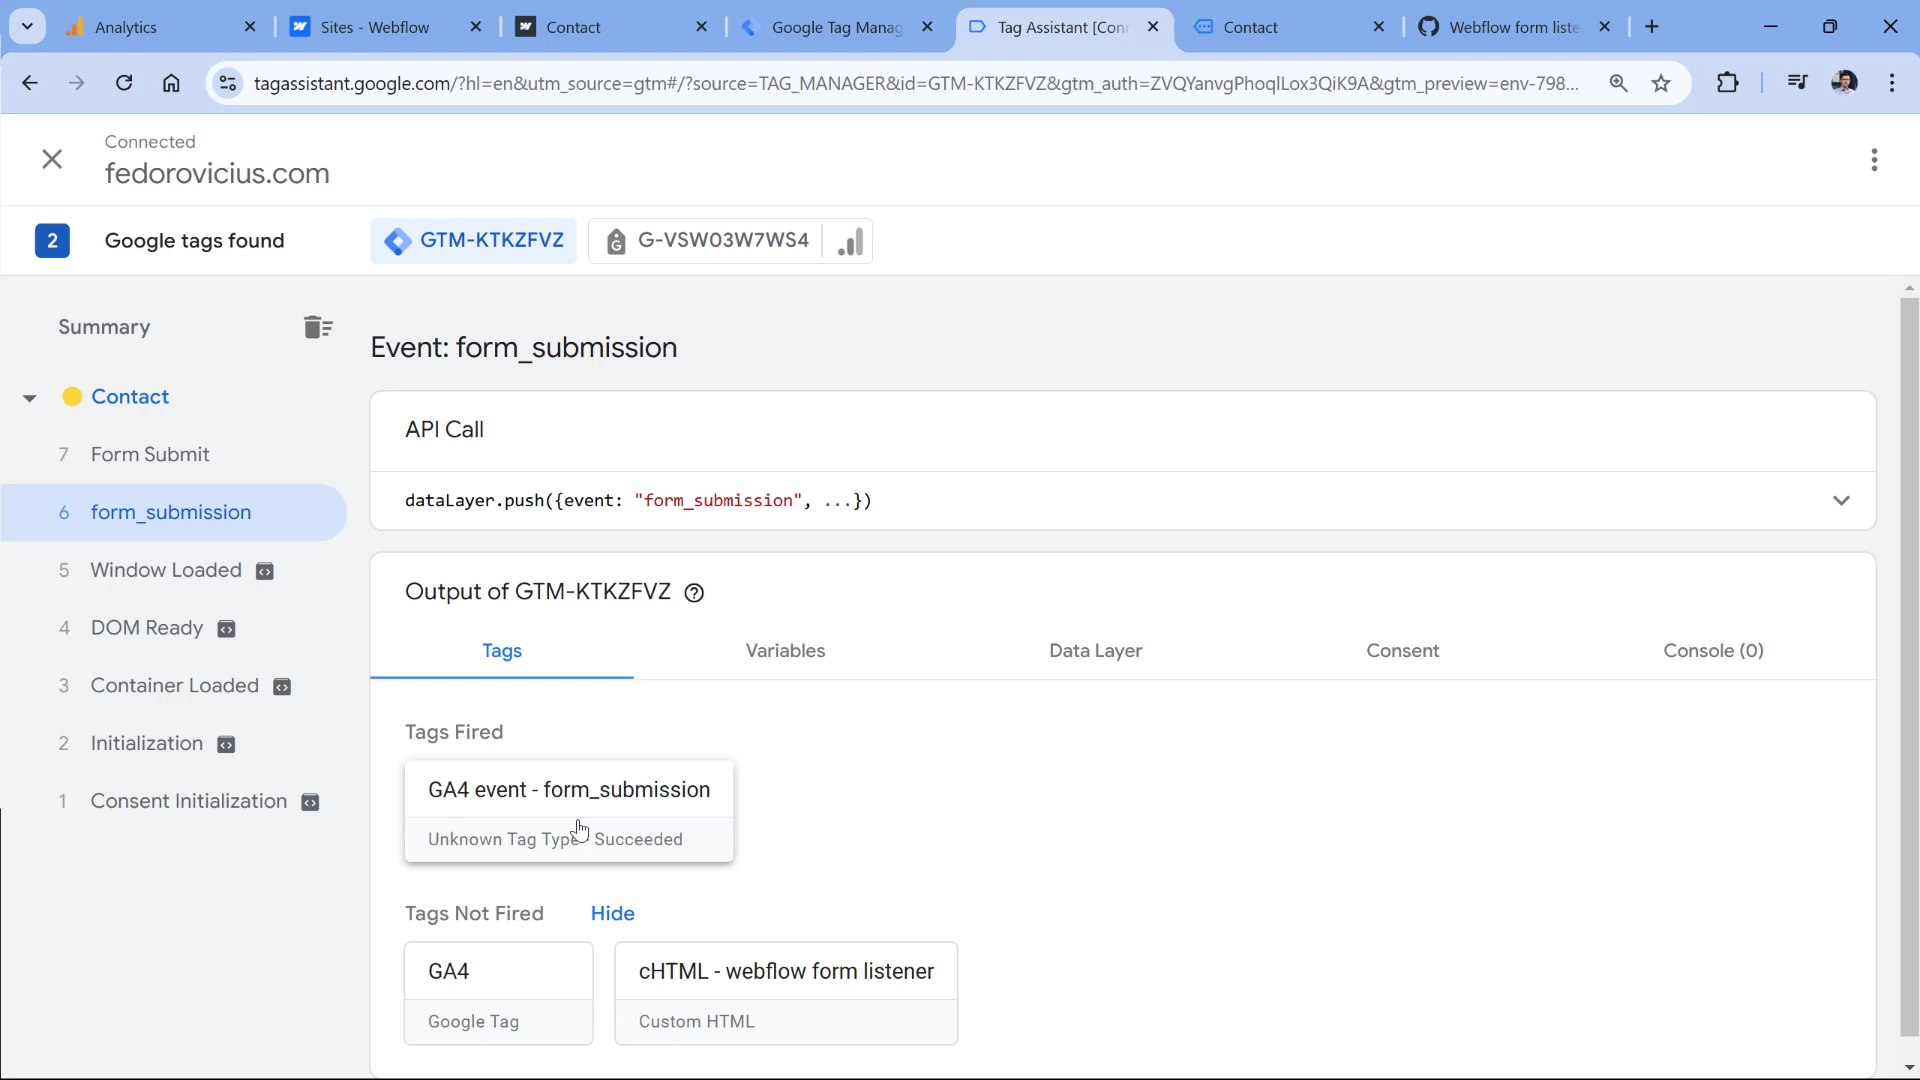 Analytics
Sites - Webflow
Contact
Google Tag Manag
Tag Assistant [Conn
Contact
Webflow form liste
tagassistant.google.com/?hl=en&utm_source=gtm#/?source=TAG_MANAGER&id=GTM-KTKZFVZ&gtm_auth=ZVQYanvgPhoqlLox3QiK9A&gtm_preview=env-798...
Connected
fedorovicius.com
2
Google tags found
GTM-KTKZFVZ
G-VSW03W7WS4
Summary
Contact
7 Form Submit
6 form_submission
5 Window Loaded
4 DOM Ready
3 Container Loaded
2 Initialization
1 Consent Initialization
Event: form_submission
API Call
dataLayer.push({event: "form_submission", ...})
Output of GTM-KTKZFVZ
Tags
Variables
Data Layer
Consent
Console (0)
Tags Fired
GA4 event - form_submission
Unknown Tag Type - Succeeded
Tags Not Fired
Hide
GA4
Google Tag
cHTML - webflow form listener
Custom HTML